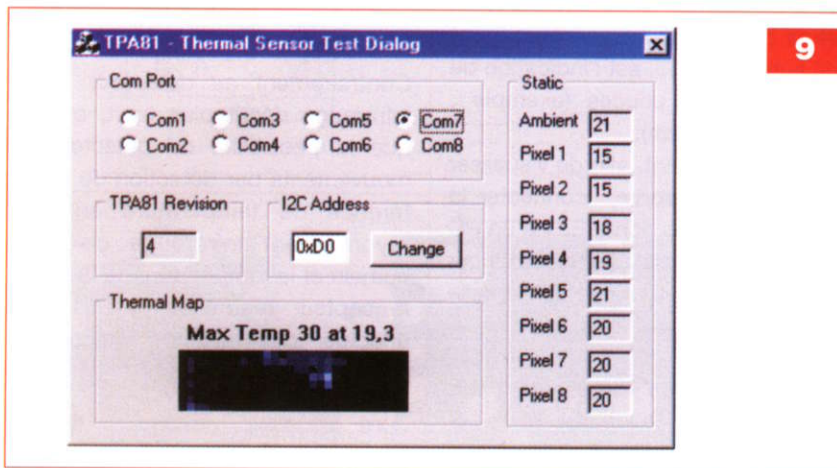 9
TPA81 - Thermal Sensor Test Dialog
Com Port
Com1 Com3 Com5 Com7
Com2 Com4 Com6 Com8
TPA81 Revision
4
I2C Address
0xD0 Change
Thermal Map
Max Temp 30 at 19,3
Static
Ambient 21
Pixel 1 15
Pixel 2 15
Pixel 3 18
Pixel 4 19
Pixel 5 21
Pixel 6 20
Pixel 7 20
Pixel 8 20